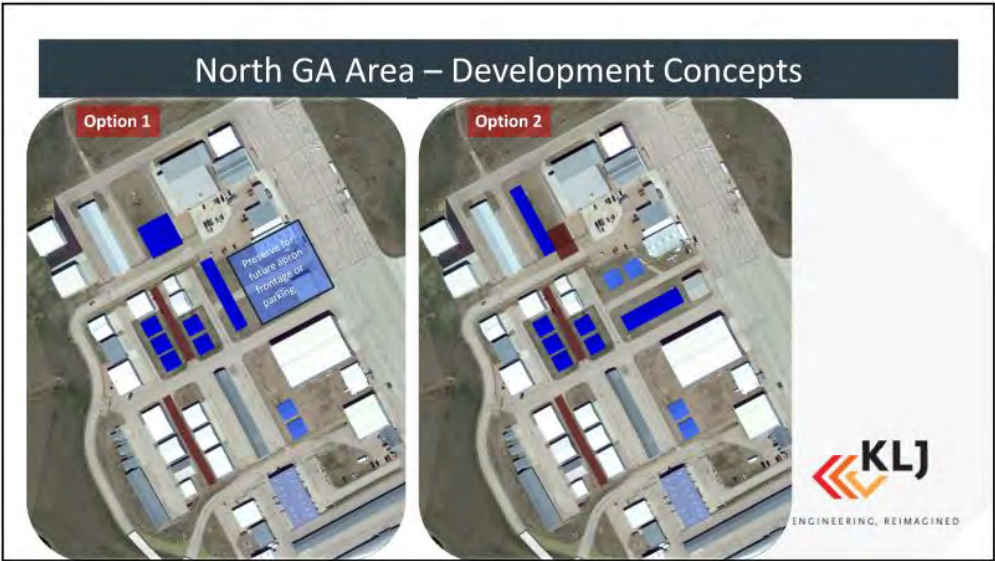 North GA Area – Development Concepts
Option 1
Option 2
Preserve for
future apron
frontage or
parking.
KLJ
ENGINEERING, REIMAGINED